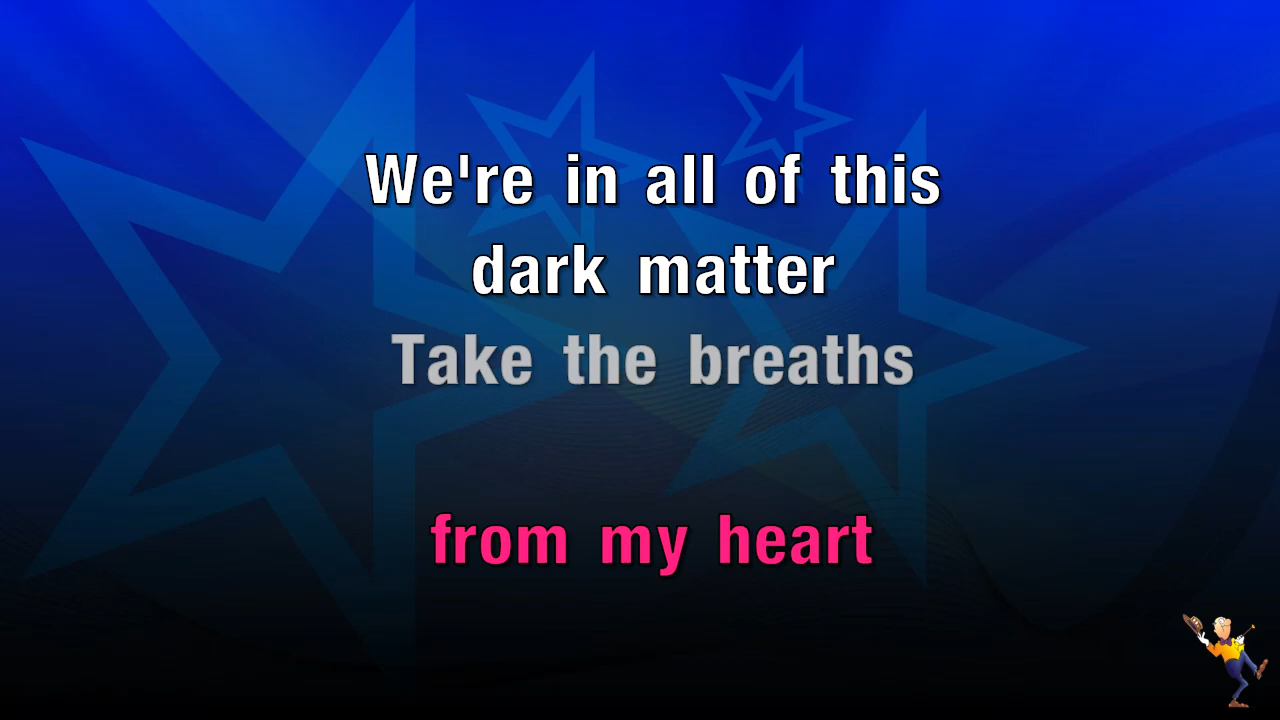 We're in all of this
dark matter
Take the breaths
from my heart